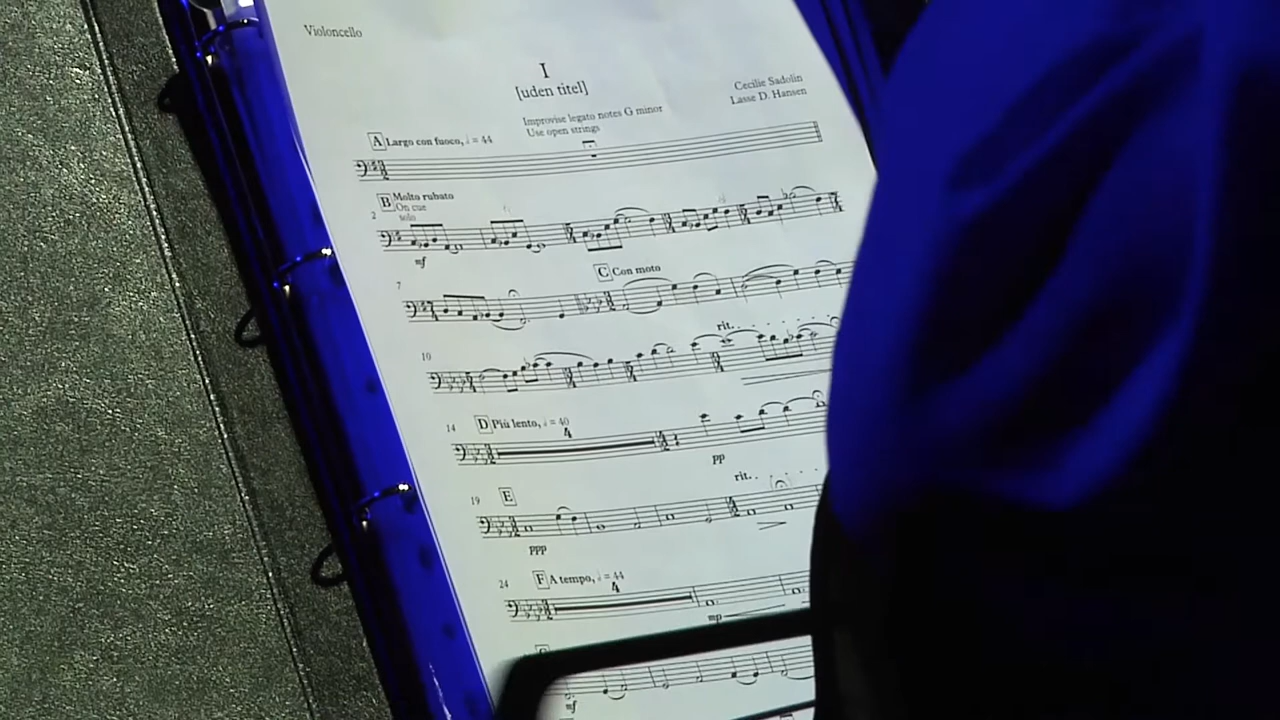 Violoncello
I
[uden titel]
Cecilie Sadolin
Lasse D. Hansen
Improvise legato notes G minor
Use open strings
A Largo con fuoco, = 44
B Molto rubato
On cue
solo
2
mf
7
C Con moto
10
rit.
14
D Più lento, = 40
4
pp
19
E
rit.
ppp
24
F A tempo, = 44
4
mp
mf